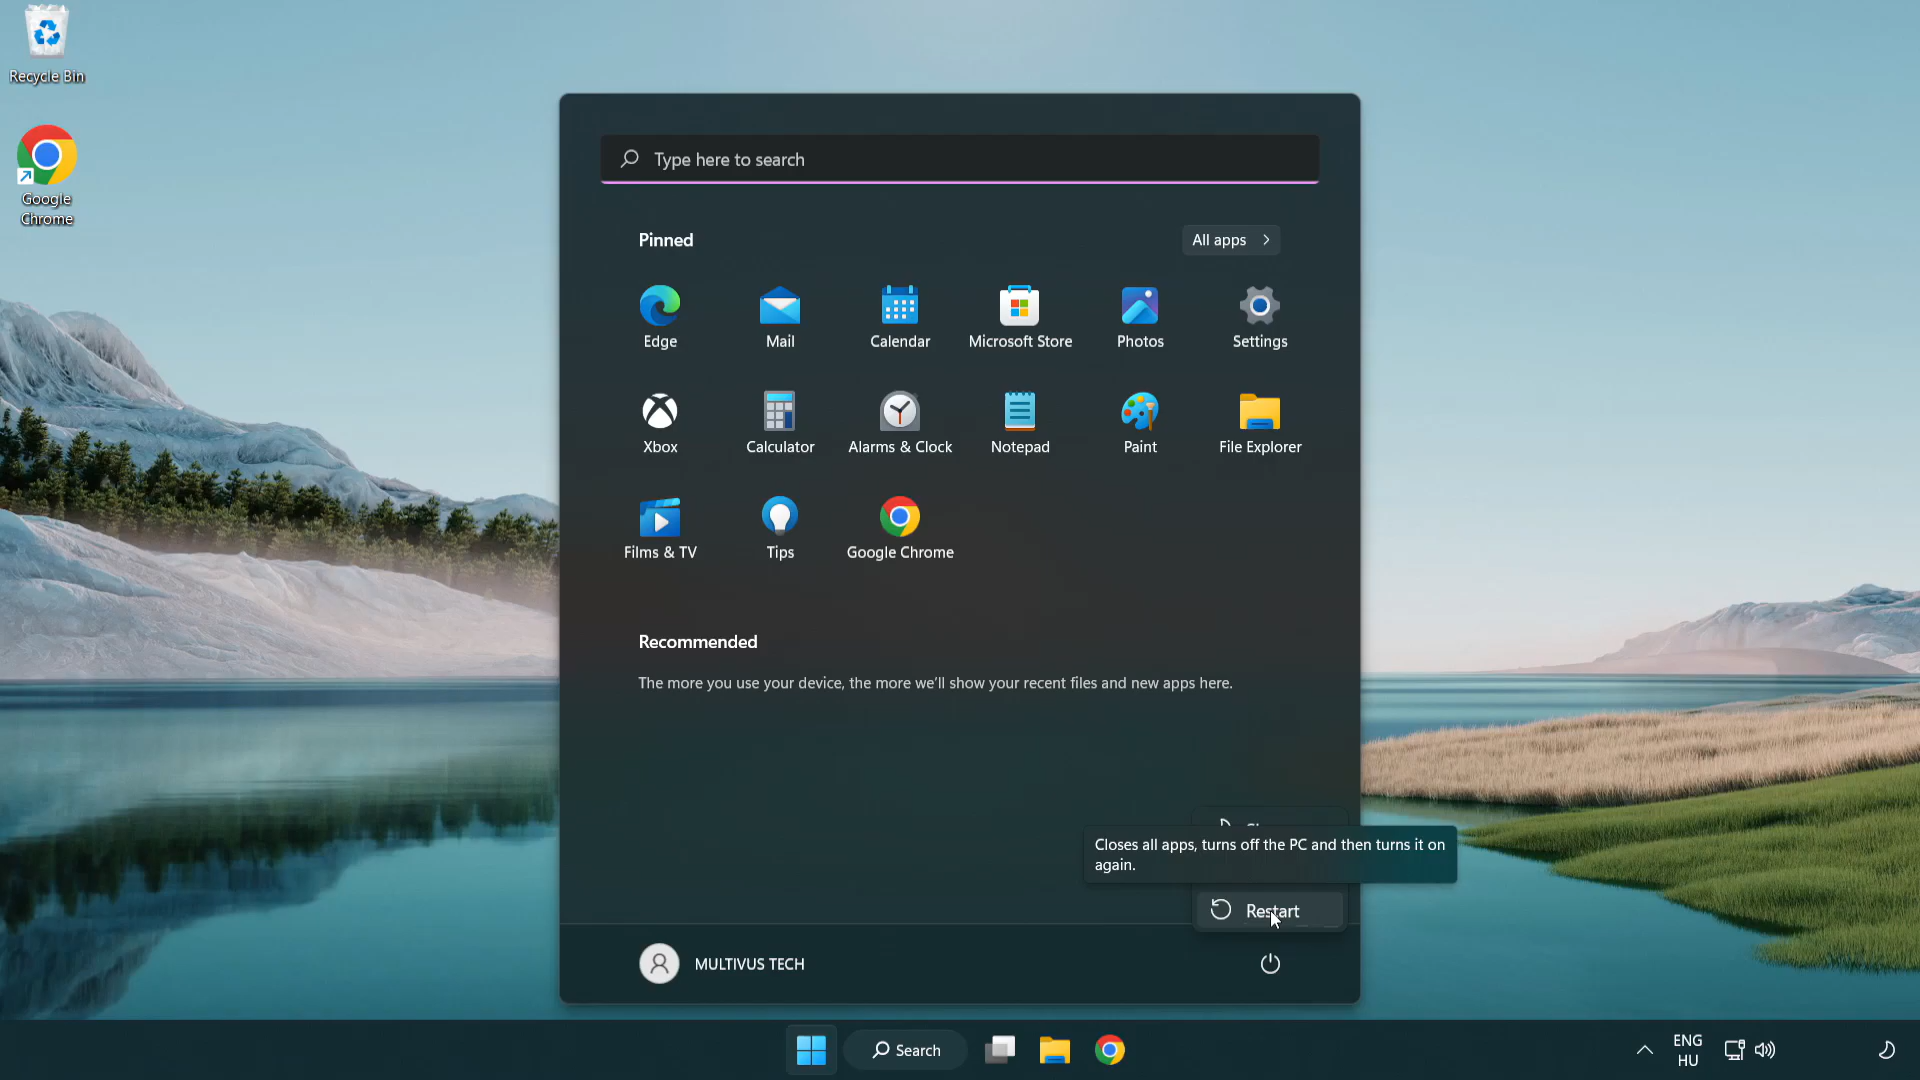 Recycle Bin
Google
Chrome
Type here to search
Pinned
All apps
Edge
Mail
Calendar
Microsoft Store
Photos
Settings
Xbox
Calculator
Alarms & Clock
Notepad
Paint
File Explorer
Films & TV
Tips
Google Chrome
Recommended
The more you use your device, the more we'll show your recent files and new apps here.
Closes all apps, turns off the PC and then turns it on
again.
Restart
MULTIVUS TECH
Search
ENG
HU